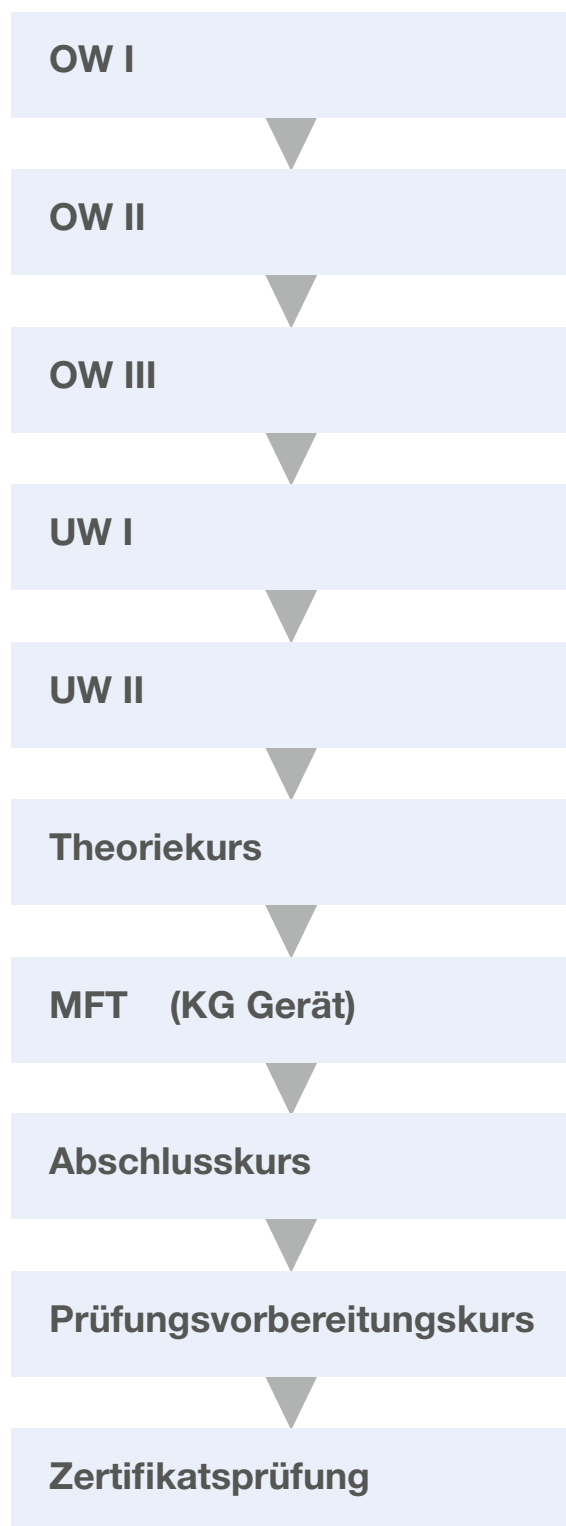 OW I
OW II
OW III
UW I
UW II
Theoriekurs
MFT (KG Gerät)
Abschlusskurs
Prüfungsvorbereitungskurs
Zertifikatsprüfung